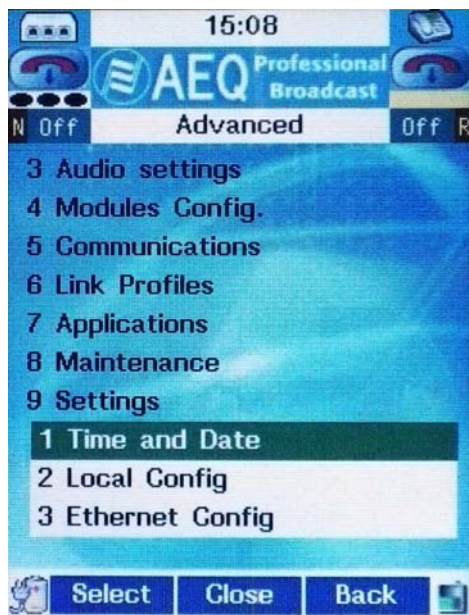 15:08
AEQ Professional Broadcast
N Off Advanced Off R
3 Audio settings
4 Modules Config.
5 Communications
6 Link Profiles
7 Applications
8 Maintenance
9 Settings
1 Time and Date
2 Local Config
3 Ethernet Config
Select Close Back